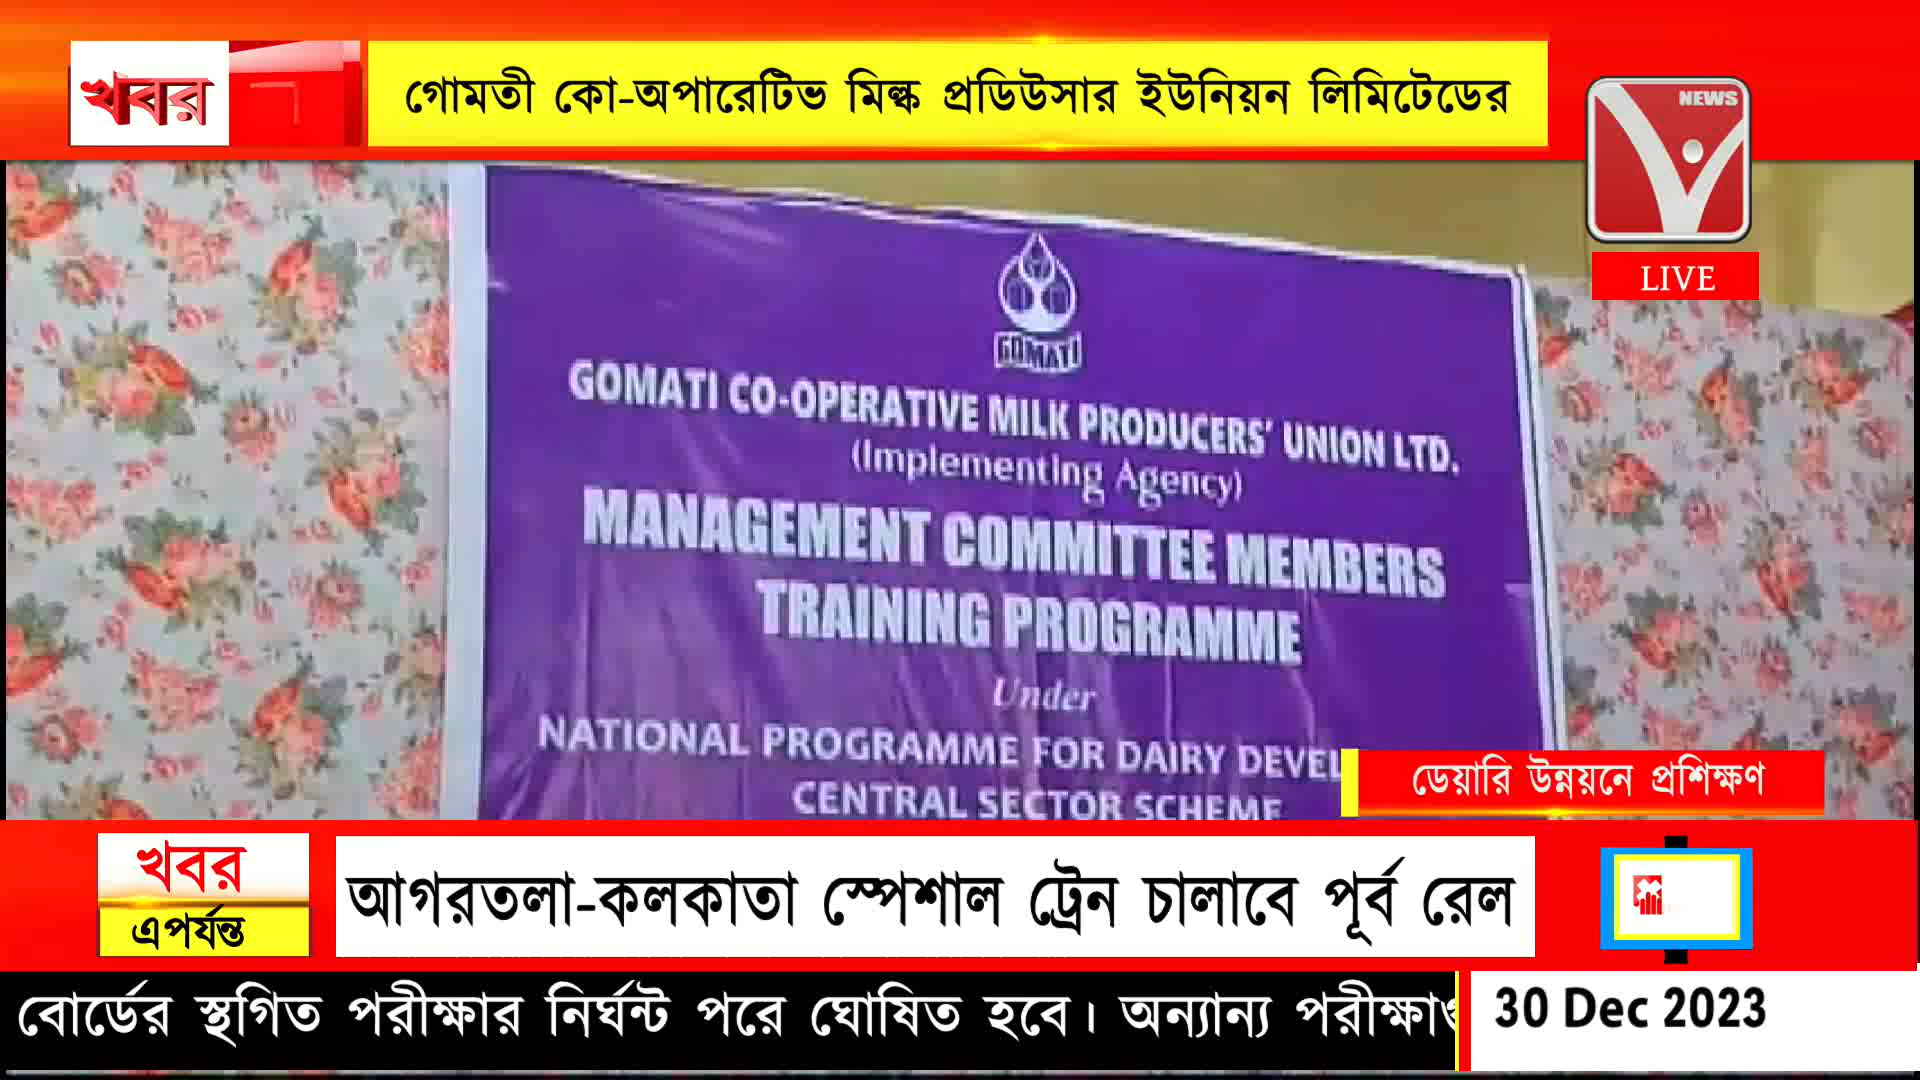 খবর
গোমতী কো-অপারেটিভ মিল্ক প্রডিউসার ইউনিয়ন লিমিটেডের
NEWS
LIVE
GOMATI
GOMATI CO-OPERATIVE MILK PRODUCERS' UNION LTD.
(Implementing Agency)
MANAGEMENT COMMITTEE MEMBERS
TRAINING PROGRAMME
Under
NATIONAL PROGRAMME FOR DAIRY DEVEL
CENTRAL SECTOR SCHEME
ডেয়ারি উন্নয়নে প্রশিক্ষণ
খবর
এপর্যন্ত
আগরতলা-কলকাতা স্পেশাল ট্রেন চালাবে পূর্ব রেল
বোর্ডের স্থগিত পরীক্ষার নির্ঘন্ট পরে ঘোষিত হবে। অন্যান্য
30 Dec 2023